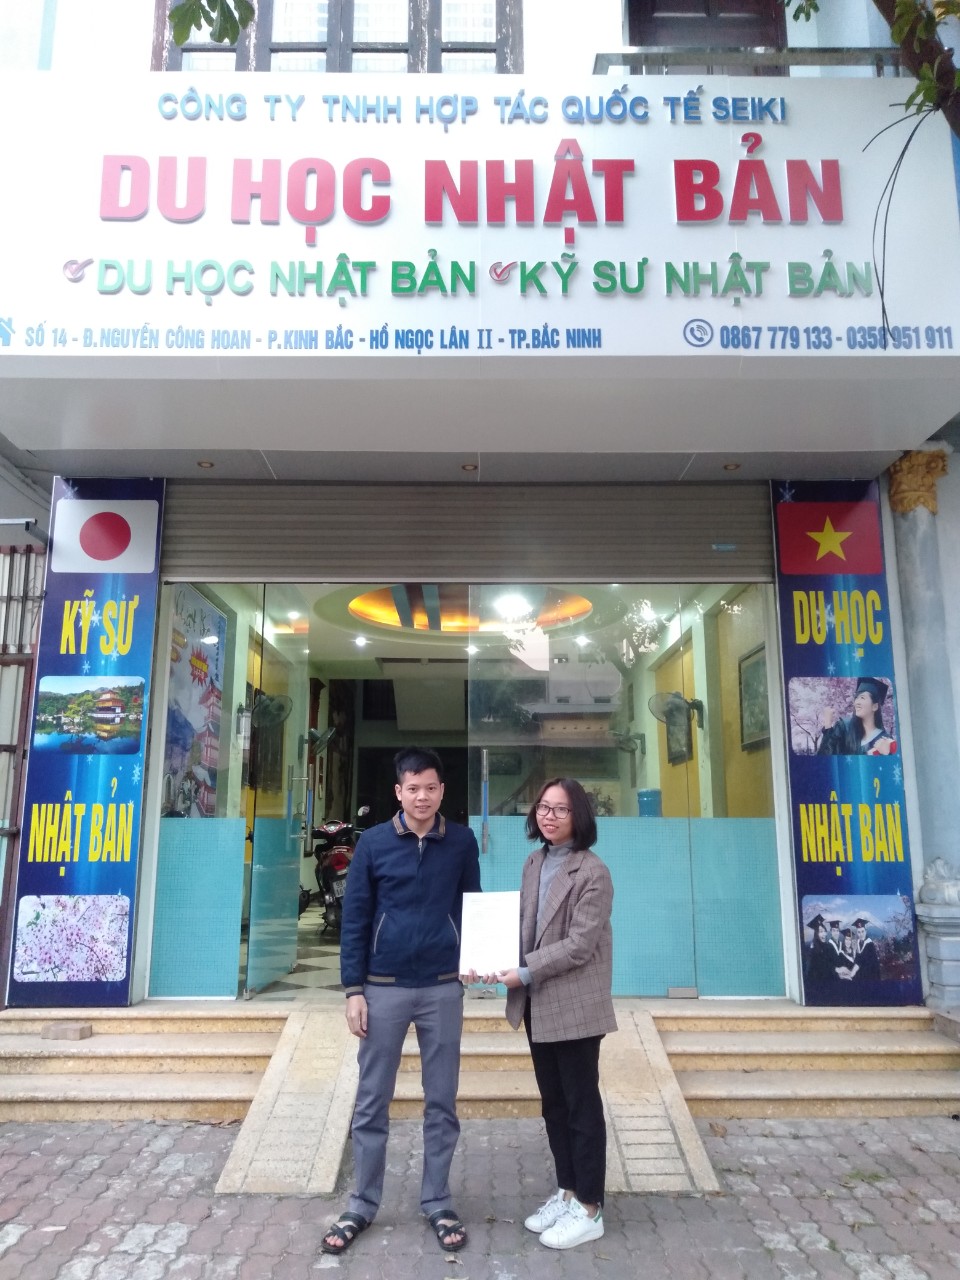 CÔNG TY TNHH HỢP TÁC QUỐC TẾ SEIKI
DU HỌC NHẬT BẢN
DU HỌC NHẬT BẢN KỸ SƯ NHẬT BẢN
SỐ 14 - Đ.NGUYỄN CÔNG HOAN - P.KINH BẮC - HỒ NGỌC LÂN II - TP.BẮC NINH 0867 779 133 - 0358 951 911
KỸ SƯ
NHẬT BẢN
DU HỌC
NHẬT BẢN